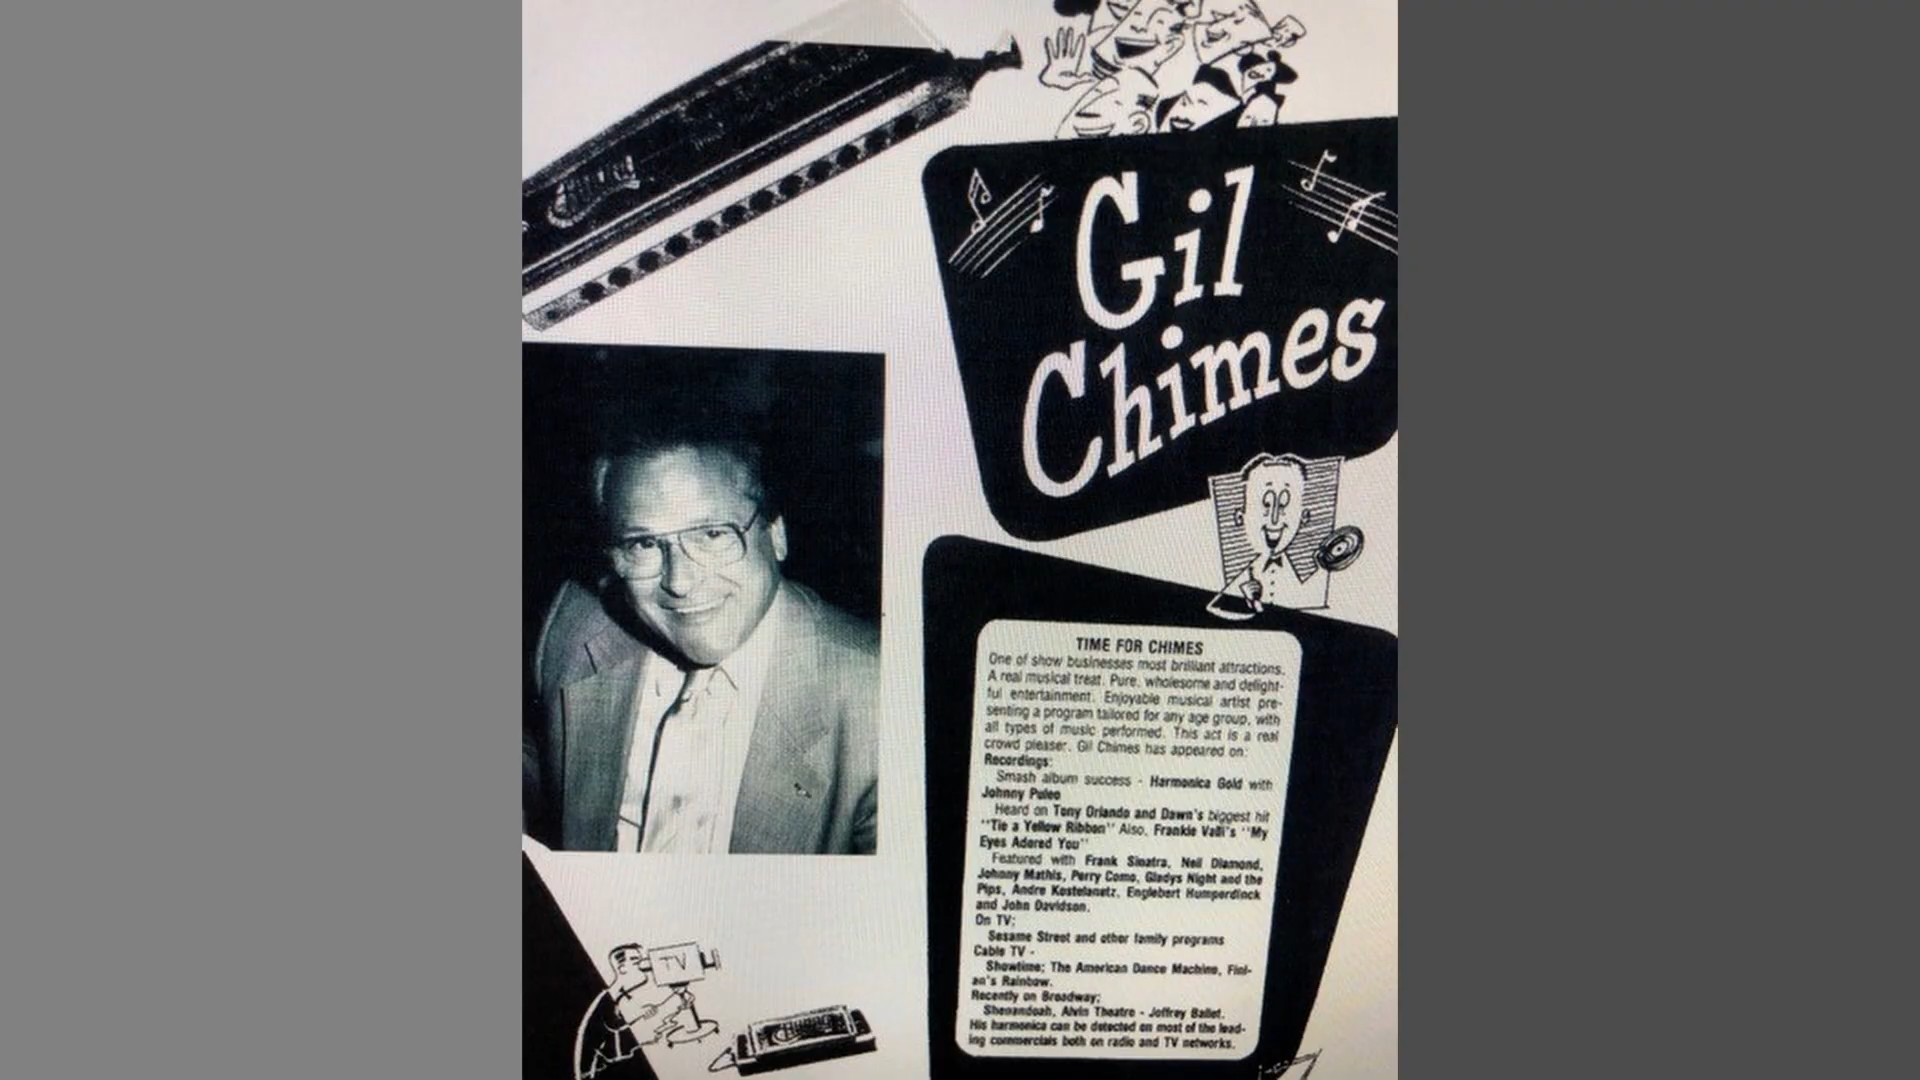 Gil
Chimes
TIME FOR CHIMES
One of show businesses most brilliant attractions.
A real musical treat. Pure, wholesome and delight-
ful entertainment. Enjoyable musical artist pre-
senting a program tailored for any age group, with
all types of music performed. This act is a real
crowd pleaser. Gil Chimes has appeared on:
Recordings:
Smash album success - Harmonica Gold with
Johnny Puleo
Heard on Tony Orlando and Dawn's biggest hit
"Tie a Yellow Ribbon" Also, Frankie Valli's "My
Eyes Adored You"
Featured with Frank Sinatra, Neil Diamond,
Johnny Mathis, Perry Como, Gladys Night and the
Pips, Andre Kostelanetz, Englebert Humperdinck
and John Davidson.
On TV;
Sesame Street and other family programs
Cable TV -
Showtime; The American Dance Machine, Finl-
an's Rainbow.
Recently on Broadway;
Shenandoah, Alvin Theatre - Joffrey Ballet.
His harmonica can be detected on most of the lead-
ing commercials both on radio and TV networks.
TV